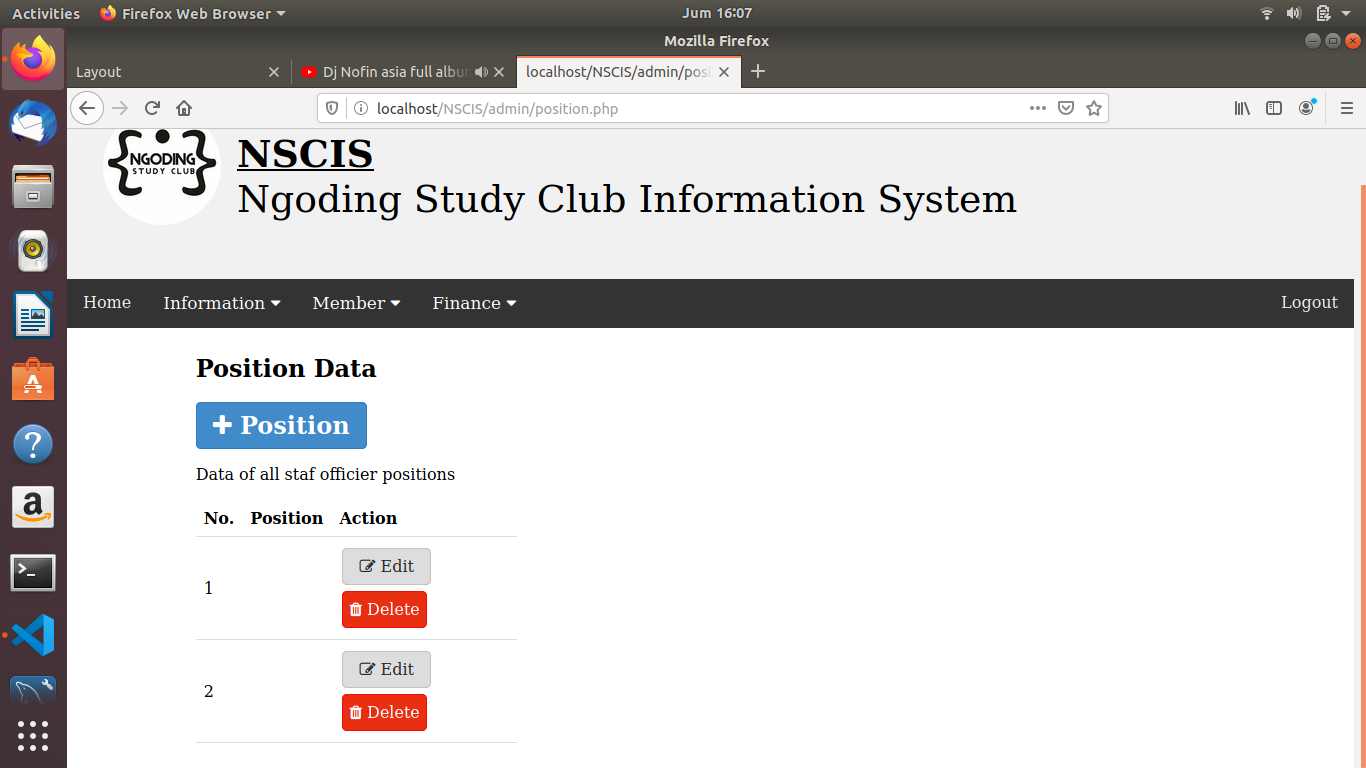 Activities Firefox Web Browser Jum 16:07
Mozilla Firefox
Layout Dj Nofin asia full albu localhost/NSCIS/admin/posi
localhost/NSCIS/admin/position.php
NGODING
STUDY CLUB
NSCIS
Ngoding Study Club Information System
Home Information Member Finance Logout
Position Data
Position
Data of all staf officier positions
No. Position Action
1 Edit
Delete
2 Edit
Delete